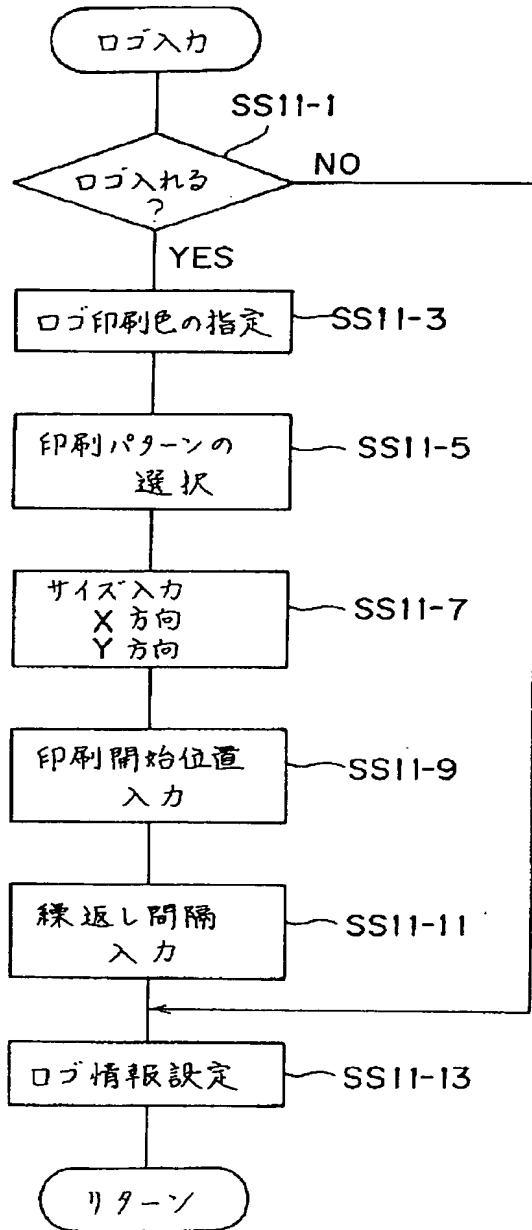 ロゴ入力
SS11-1
ロゴ入れる
?
NO
YES
ロゴ印刷色の指定
SS11-3
印刷パターンの
選択
SS11-5
サイズ入力
X 方向
Y 方向
SS11-7
印刷開始位置
入力
SS11-9
繰返し間隔
入力
SS11-11
ロゴ情報設定
SS11-13
リターン